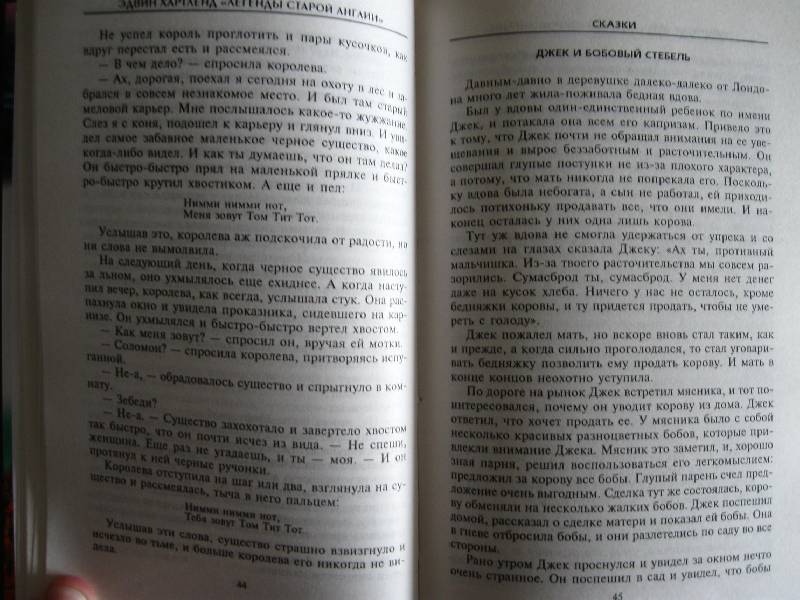 ЭДВИН ХАРТЛЕНД «ЛЕГЕНДЫ СТАРОЙ АНГЛИИ»
Не успел король проглотить и пары кусочков, как
вдруг перестал есть и рассмеялся.
— В чем дело? — спросила королева.
— Ах, дорогая, поехал я сегодня на охоту в лес и за-
брался в совсем незнакомое место. И был там старый
меловой карьер. Мне послышалось какое-то жужжание.
Слез я с коня, подошел к карьеру и глянул вниз. И уви-
дел самое забавное маленькое черное существо, какое
когда-либо видел. И как ты думаешь, что он там делал?
Он быстро-быстро прял на маленькой прялке и быст-
ро-быстро крутил хвостиком. А еще и пел:
Нимми нимми нот,
Меня зовут Том Тит Тот.
Услышав это, королева аж подскочила от радости, но
ни слова не вымолвила.
На следующий день, когда черное существо явилось
за льном, оно ухмылялось еще ехиднее. А когда насту-
пил вечер, королева, как всегда, услышала стук. Она рас-
пахнула окно и увидела проказника, сидевшего на кар-
низе. Он ухмылялся и быстро-быстро вертел хвостом.
— Как меня зовут? — спросил он, вручая ей мотки.
— Соломон? — спросила королева, притворяясь испу-
ганной.
— Не-а, — обрадовалось существо и спрыгнуло в ком-
нату.
— Зебеди?
— Не-а. — Существо захохотало и завертело хвостом
так быстро, что он почти исчез из вида. — Не спеши,
женщина. Еще раз не угадаешь, и ты — моя. — И он
протянул к ней черные ручонки.
Королева отступила на шаг или два, взглянула на су-
щество и рассмеялась, тыча в него пальцем:
Нимми нимми нот,
Тебя зовут Том Тит Тот.
Услышав эти слова, существо страшно взвизгнуло и
исчезло во тьме, и больше королева его никогда не ви-
дела.
44
СКАЗКИ
ДЖЕК И БОБОВЫЙ СТЕБЕЛЬ
Давным-давно в деревушке далеко-далеко от Лондо-
на много лет жила-поживала бедная вдова.
Был у вдовы один-единственный ребенок по имени
Джек, и потакала она всем его капризам. Привело это
к тому, что Джек почти не обращал внимания на ее уве-
щевания и вырос беззаботным и расточительным. Он
совершал глупые поступки не из-за плохого характера,
а потому, что мать никогда не попрекала его. Посколь-
ку вдова была небогата, а сын не работал, ей приходи-
лось потихоньку продавать все, что они имели. И на-
конец осталась у них одна лишь корова.
Тут уж вдова не смогла удержаться от упрека и со
слезами на глазах сказала Джеку: «Ах ты, противный
мальчишка. Из-за твоего расточительства мы совсем ра-
зорились. Сумасброд ты, сумасброд. У меня нет денег
даже на кусок хлеба. Ничего у нас не осталось, кроме
бедняжки коровы, и ту придется продать, чтобы не уме-
реть с голоду».
Джек пожалел мать, но вскоре вновь стал таким, как
и прежде, а когда сильно проголодался, то стал уговари-
вать бедняжку позволить ему продать корову. И мать в
конце концов неохотно уступила.
По дороге на рынок Джек встретил мясника, и тот по-
интересовался, почему он уводит корову из дома. Джек
ответил, что хочет продать ее. У мясника было с собой
несколько красивых разноцветных бобов, которые при-
влекли внимание Джека. Мясник это заметил, и, хорошо
зная парня, решил воспользоваться его легкомыслием:
предложил за корову все бобы. Глупый парень счел пред-
ложение очень выгодным. Сделка тут же состоялась, коро-
ву обменяли на несколько жалких бобов. Джек поспешил
домой, рассказал о сделке матери и показал ей бобы. Она
в гневе отбросила бобы, и они разлетелись по саду во все
стороны.
Рано утром Джек проснулся и увидел за окном нечто
очень странное. Он поспешил в сад и увидел, что бобы
45